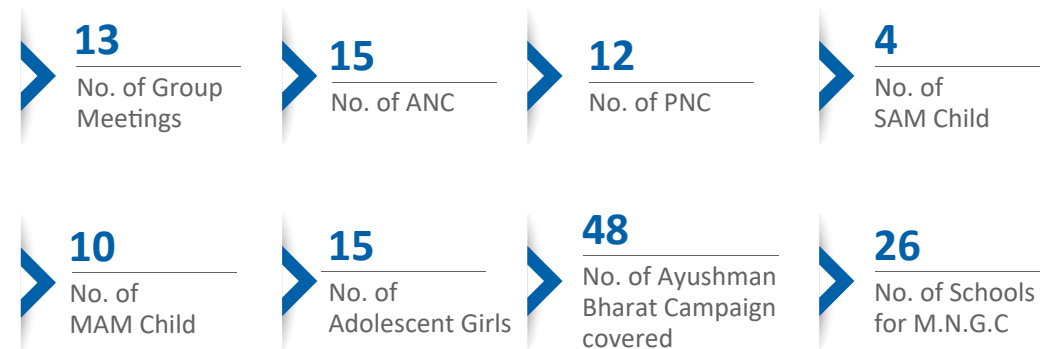 13
No. of Group
Meetings
15
No. of ANC
12
No. of PNC
4
No. of
SAM Child
10
No. of
MAM Child
15
No. of
Adolescent Girls
48
No. of Ayushman
Bharat Campaign
covered
26
No. of Schools
for M.N.G.C